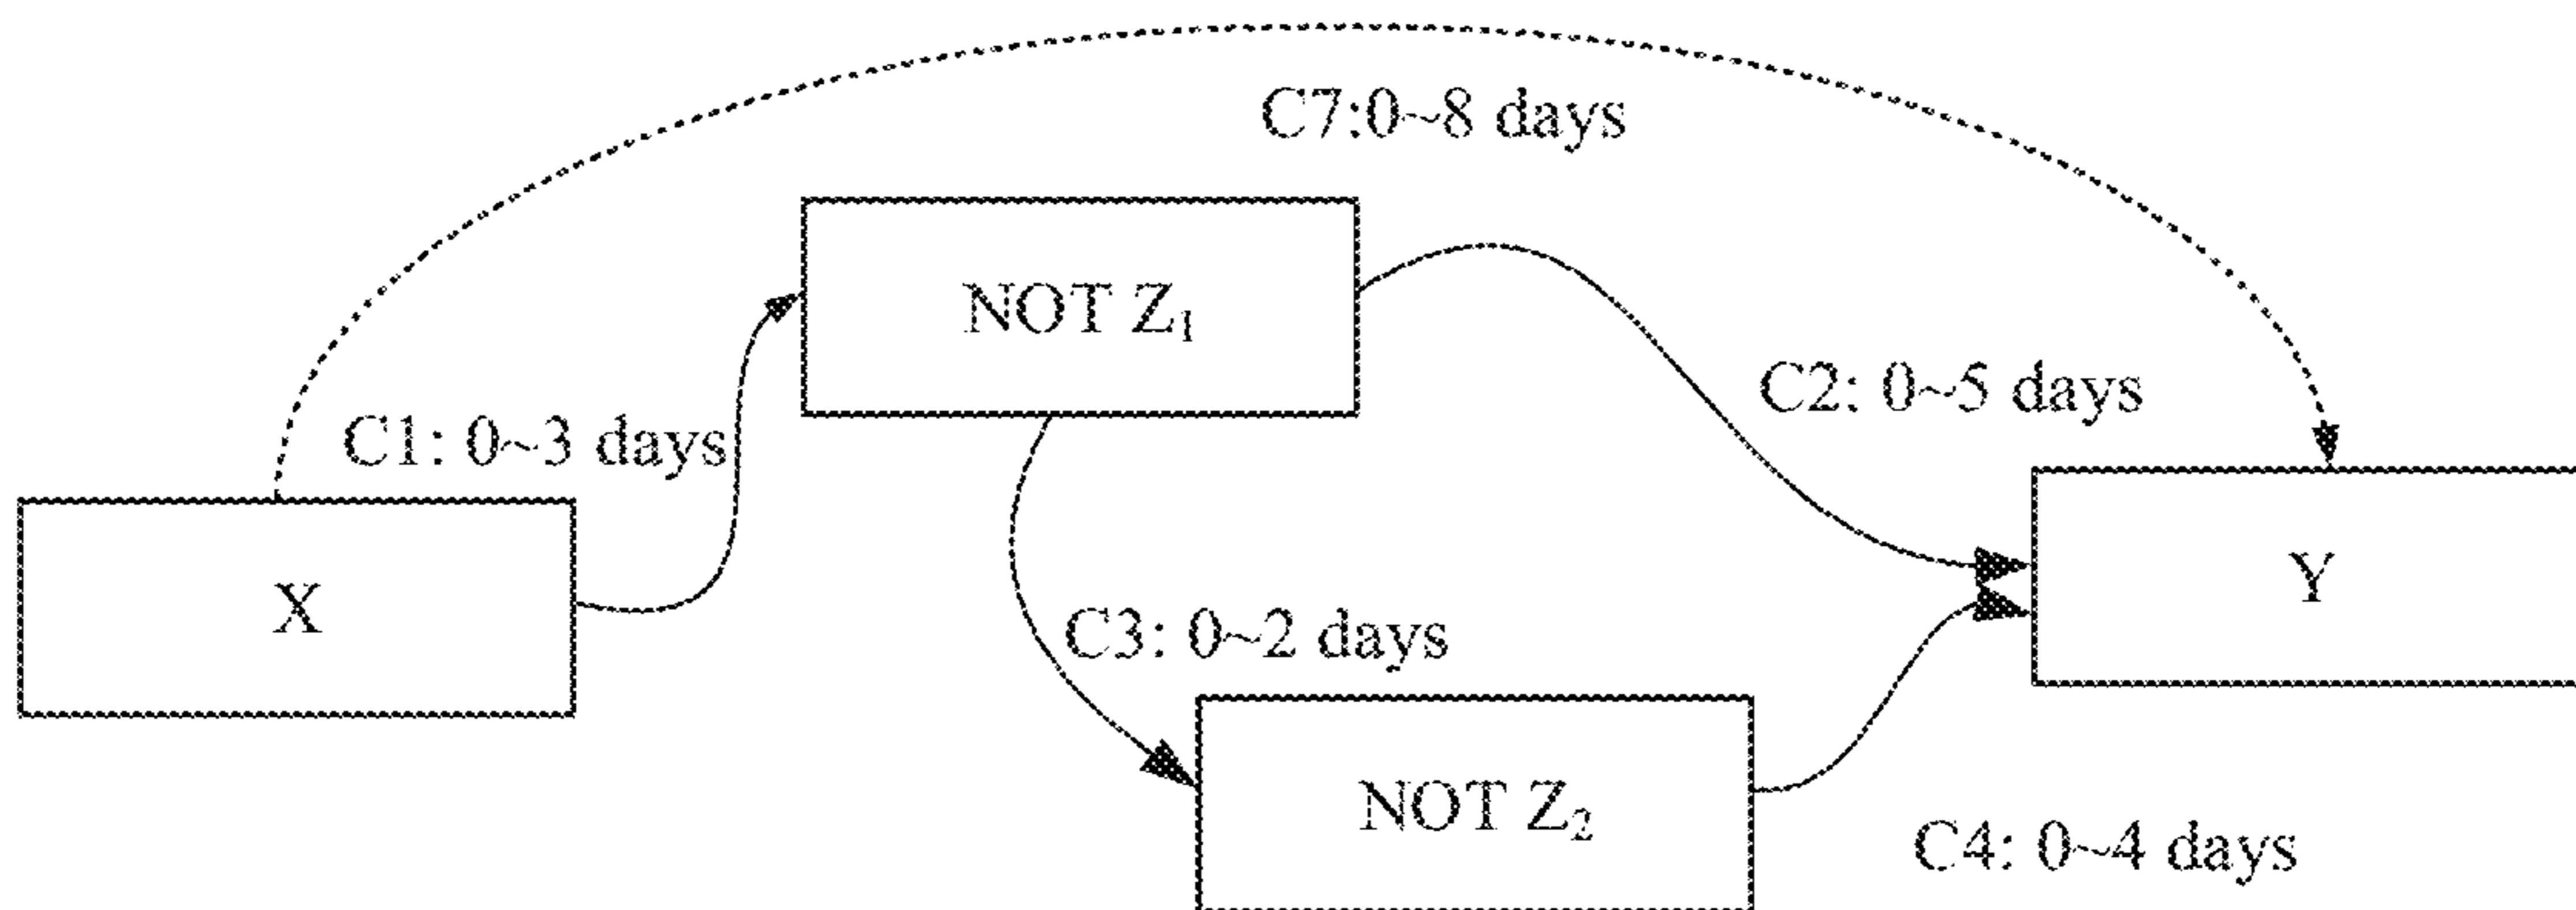 C7:0~8 days
NOT Z₁
C2: 0~5 days
C1: 0~3 days
X
Y
C3: 0~2 days
NOT Z₂
C4: 0~4 days